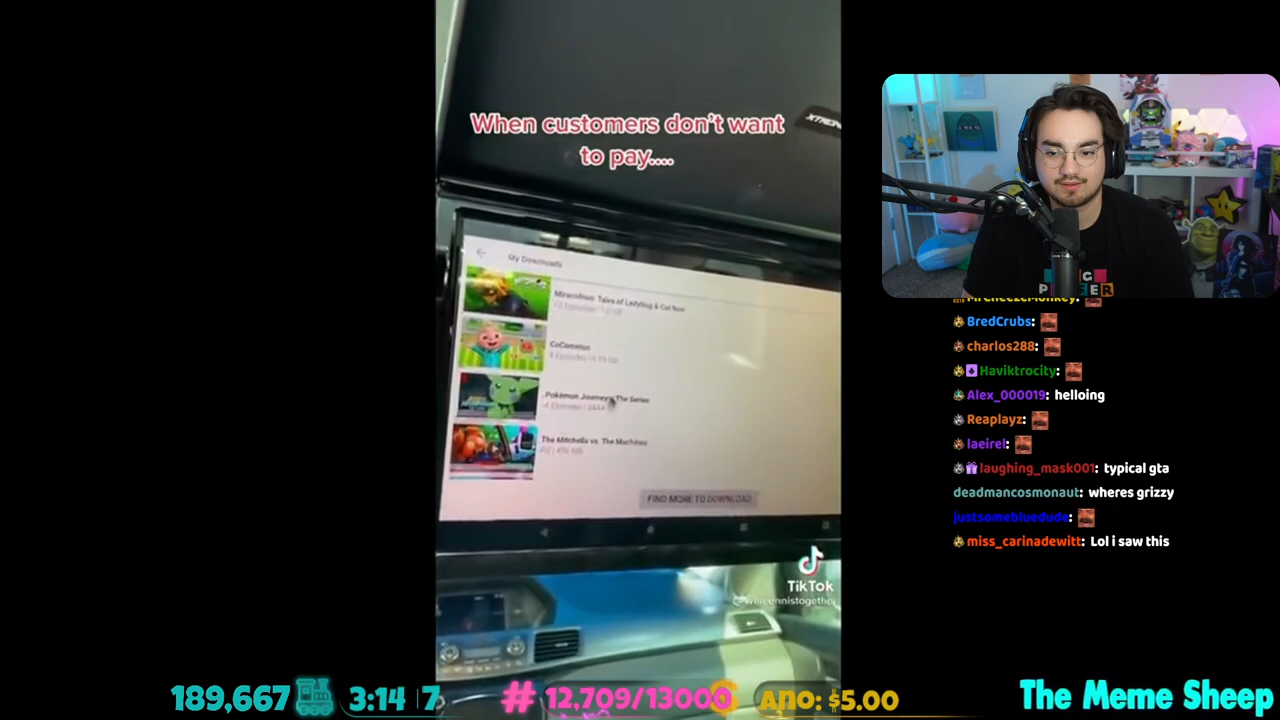 When customers don't want
to pay....
XTREM
My Downloads
Miraculous: Tales of Ladybug & Cat Noir
CoComelon
Pokémon Journeys: The Series
The Mitchells vs. The Machines
FIND MORE TO DOWNLOAD
TikTok
MrCheezeMonkey:
BredCrubs:
charlos288:
Haviktrocity:
Alex_000019: helloing
Reaplayz:
laeirel:
laughing_mask001: typical gta
deadmancosmonaut: wheres grizzy
justsomebluedude:
miss_carinadewitt: Lol i saw this
189,667 3:14 17 # 12,709/13000 ANO: $5.00
The Meme Sheep